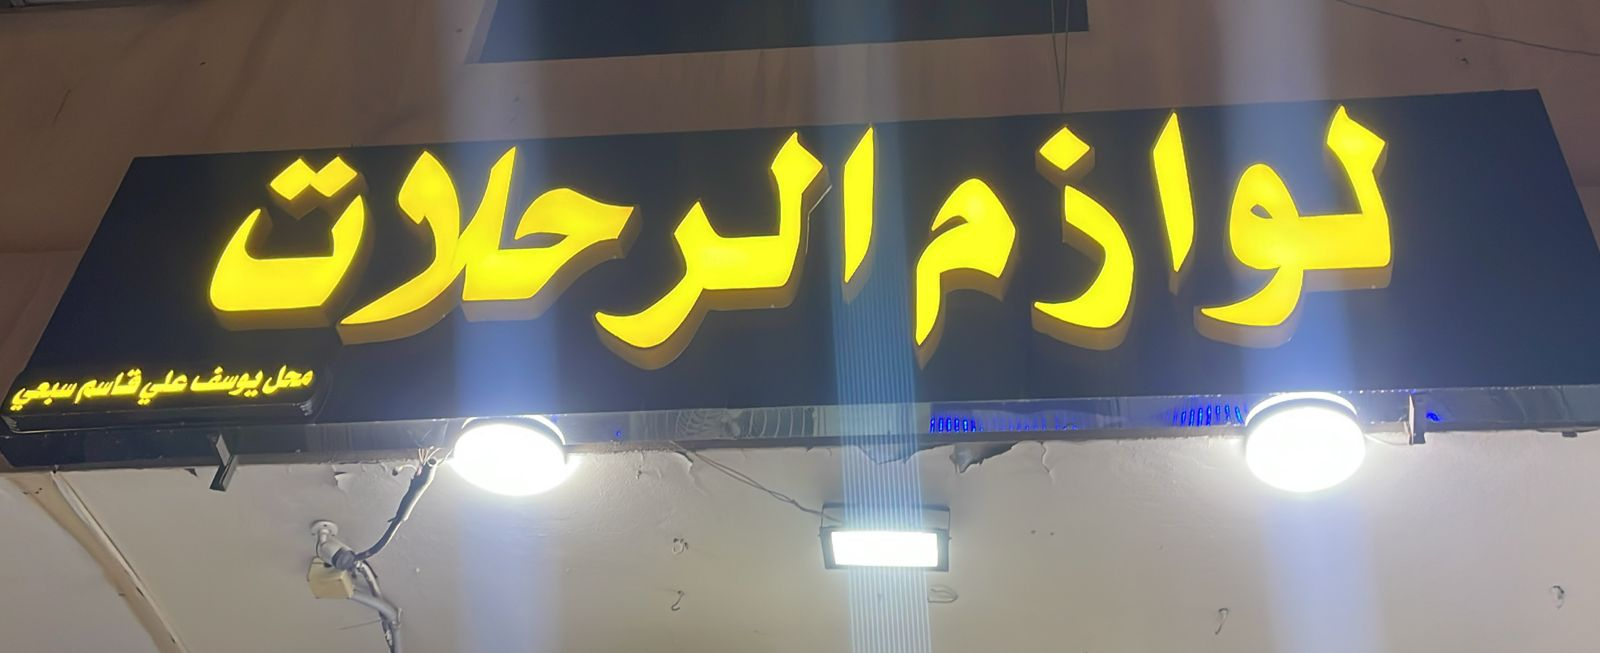 لوازم الرحلات
محل يوسف علي قاسم سبعي